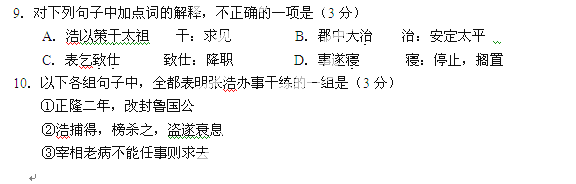 9. 对下列句子中加点词的解释，不正确的一项是（3 分）
A. 浩以策干太祖 干：求见 B. 郡中大治 治：安定太平
C. 表乞致仕 致仕：降职 D. 事遂寝 寝：停止，搁置
10. 以下各组句子中，全都表明张浩办事干练的一组是（3 分）
①正隆二年，改封鲁国公
②浩捕得，榜杀之，盗遂衰息
③宰相老病不能任事则求去